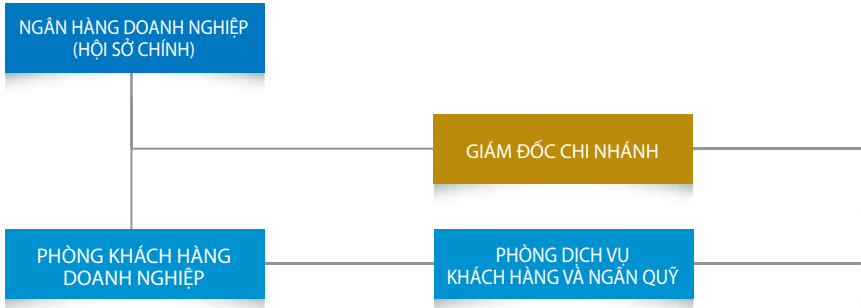 NGÂN HÀNG DOANH NGHIỆP
(HỘI SỞ CHÍNH)
GIÁM ĐỐC CHI NHÁNH
PHÒNG KHÁCH HÀNG
DOANH NGHIỆP
PHÒNG DỊCH VỤ
KHÁCH HÀNG VÀ NGÂN QUỸ